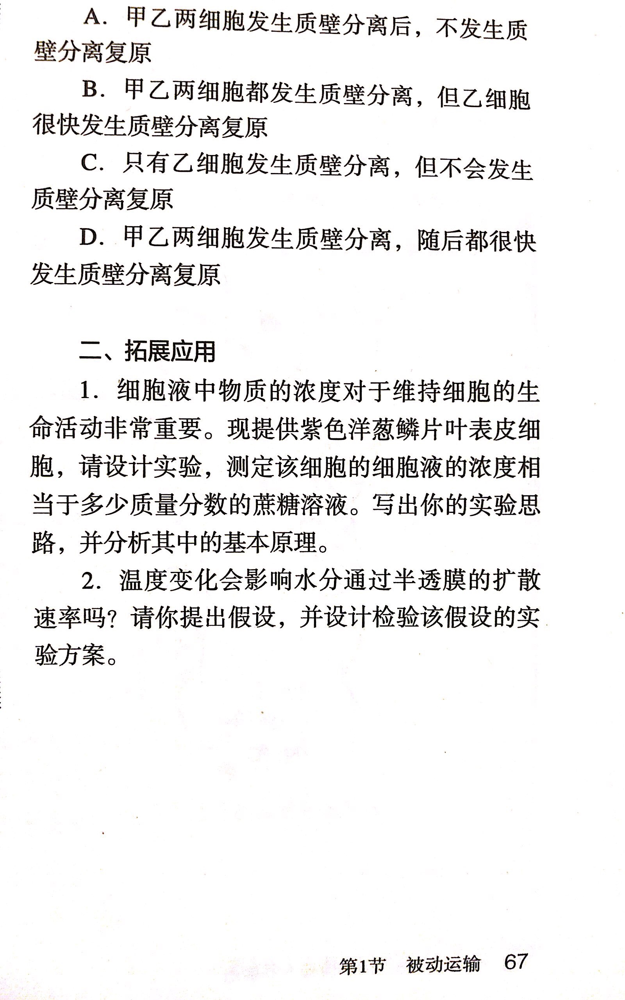 A. 甲乙两细胞发生质壁分离后，不发生质
壁分离复原
B. 甲乙两细胞都发生质壁分离，但乙细胞
很快发生质壁分离复原
C. 只有乙细胞发生质壁分离，但不会发生
质壁分离复原
D. 甲乙两细胞发生质壁分离，随后都很快
发生质壁分离复原
二、拓展应用
1. 细胞液中物质的浓度对于维持细胞的生
命活动非常重要。现提供紫色洋葱鳞片叶表皮细
胞，请设计实验，测定该细胞的细胞液的浓度相
当于多少质量分数的蔗糖溶液。写出你的实验思
路，并分析其中的基本原理。
2. 温度变化会影响水分通过半透膜的扩散
速率吗？请你提出假设，并设计检验该假设的实
验方案。
第1节 被动运输 67